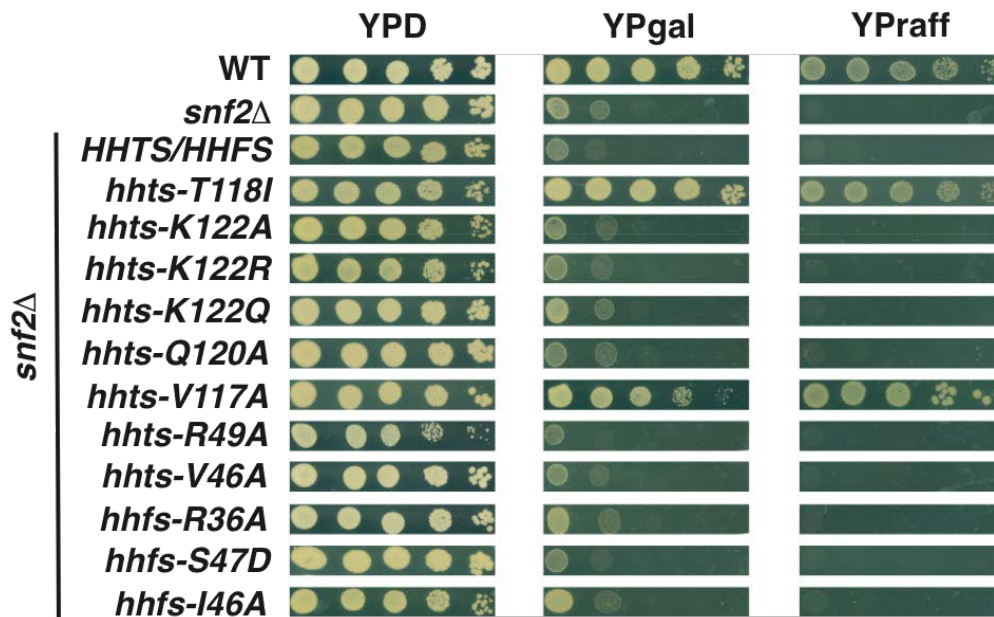 YPD YPgal YPraff
WT
snf2Δ
HHTS/HHFS
hhts-T118I
hhts-K122A
hhts-K122R
hhts-K122Q
hhts-Q120A
hhts-V117A
hhts-R49A
hhts-V46A
hhfs-R36A
hhfs-S47D
hhfs-I46A
snf2Δ